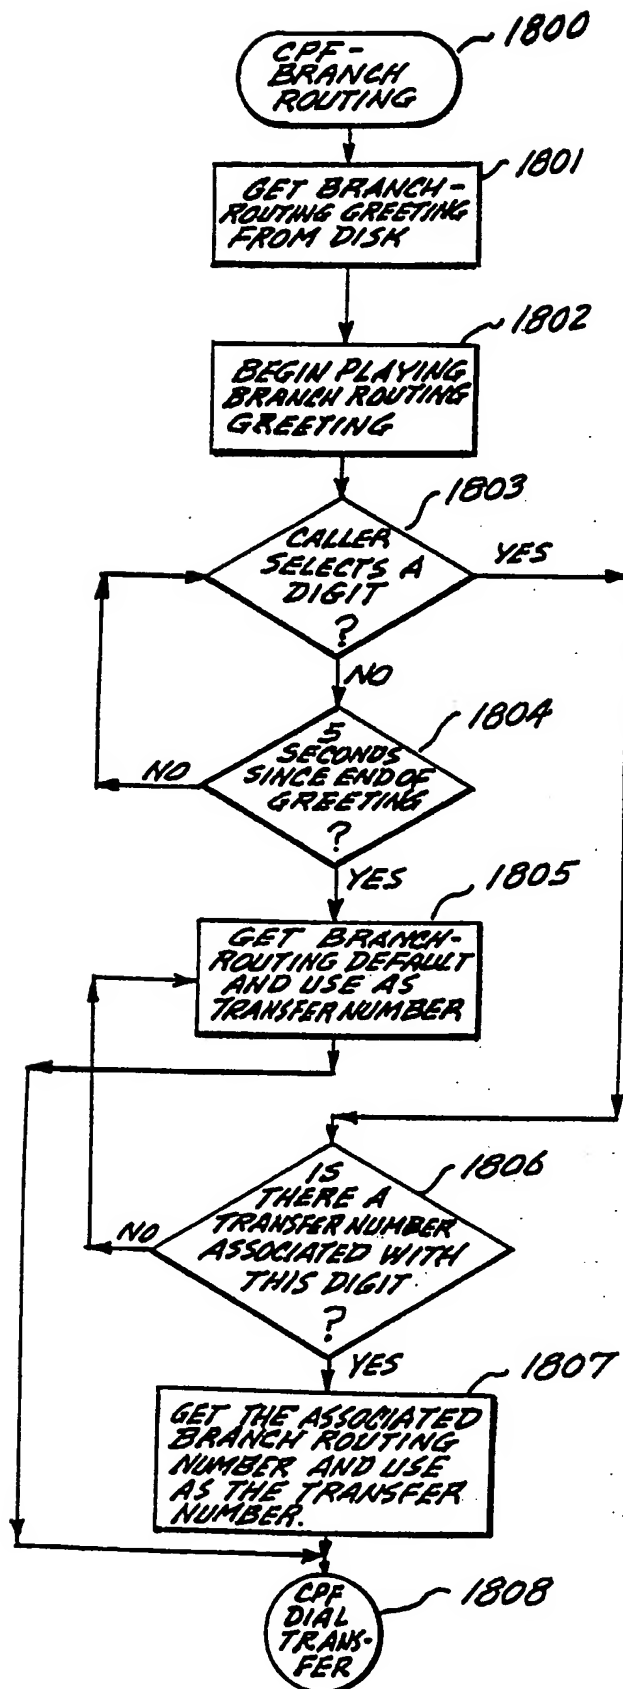 1800
CPF-
BRANCH
ROUTING
1801
GET BRANCH-
ROUTING GREETING
FROM DISK
1802
BEGIN PLAYING
BRANCH ROUTING
GREETING
1803
CALLER
SELECTS A
DIGIT
?
YES
NO
1804
5
SECONDS
SINCE END OF
GREETING
?
NO
YES
1805
GET BRANCH-
ROUTING DEFAULT
AND USE AS
TRANSFER NUMBER
1806
IS
THERE A
TRANSFER NUMBER
ASSOCIATED WITH
THIS DIGIT
?
NO
YES
1807
GET THE ASSOCIATED
BRANCH ROUTING
NUMBER AND USE
AS THE TRANSFER
NUMBER.
1808
CPF
DIAL
TRANS-
FER